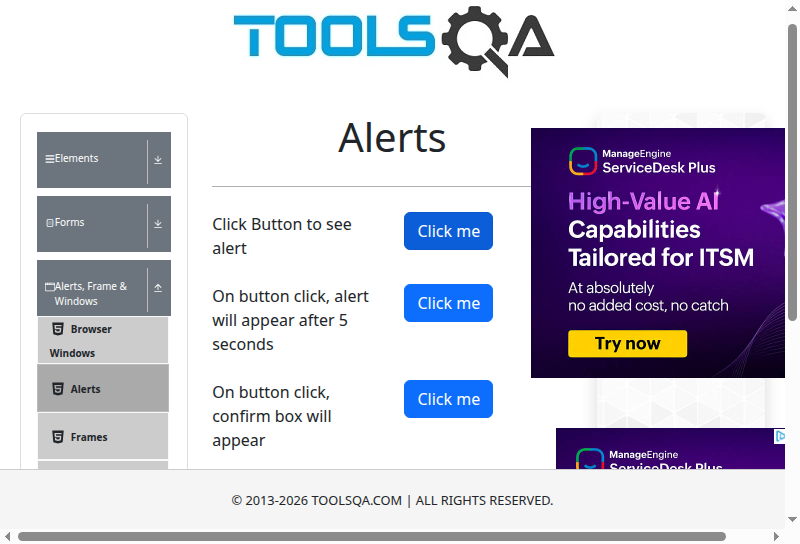 TOOLSQA
Alerts
Elements
Forms
Alerts, Frame &
Windows
Browser
Windows
Alerts
Frames
Click Button to see
alert
Click me
On button click, alert
will appear after 5
seconds
Click me
On button click,
confirm box will
appear
Click me
ManageEngine
ServiceDesk Plus
High-Value AI
Capabilities
Tailored for ITSM
At absolutely
no added cost, no catch
Try now
ManageEngine
ServiceDesk Plus
© 2013-2026 TOOLSQA.COM | ALL RIGHTS RESERVED.